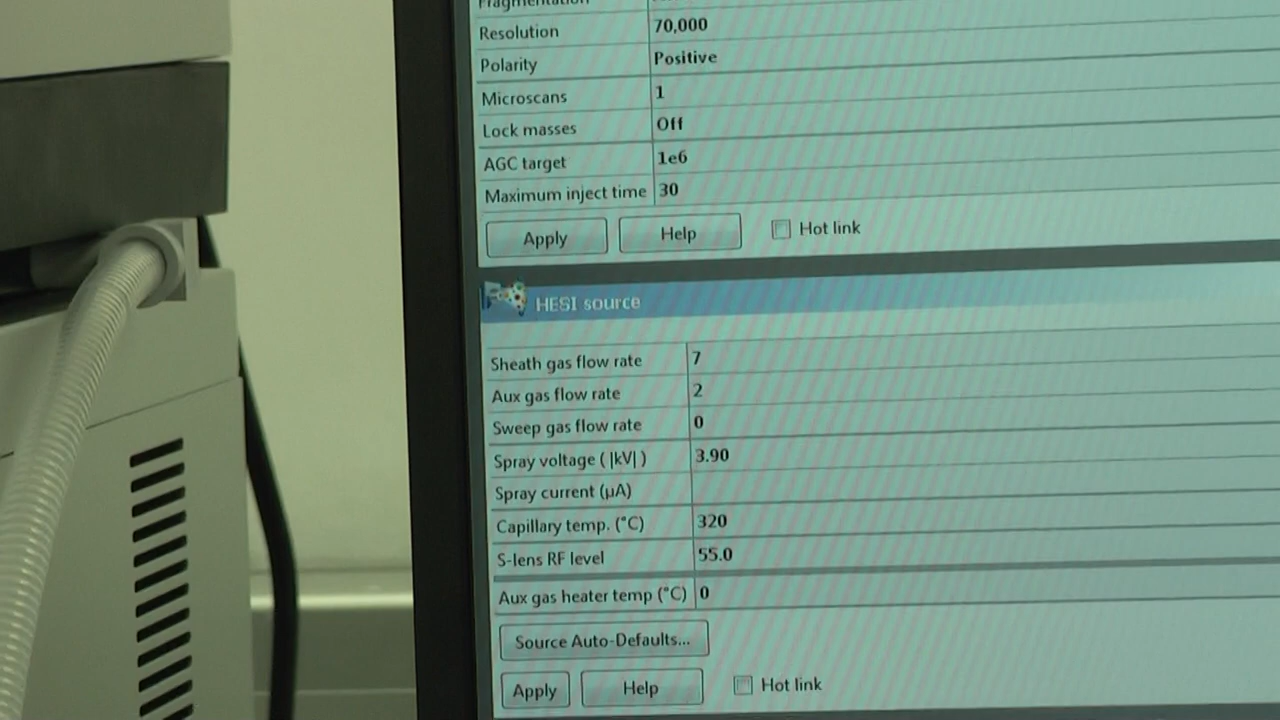 Fragmentation
Resolution 70,000
Polarity Positive
Microscans 1
Lock masses Off
AGC target 1e6
Maximum inject time 30
Apply Help Hot link
HESI source
Sheath gas flow rate 7
Aux gas flow rate 2
Sweep gas flow rate 0
Spray voltage ( |kV| ) 3.90
Spray current (µA)
Capillary temp. (°C) 320
S-lens RF level 55.0
Aux gas heater temp (°C) 0
Source Auto-Defaults...
Apply Help Hot link